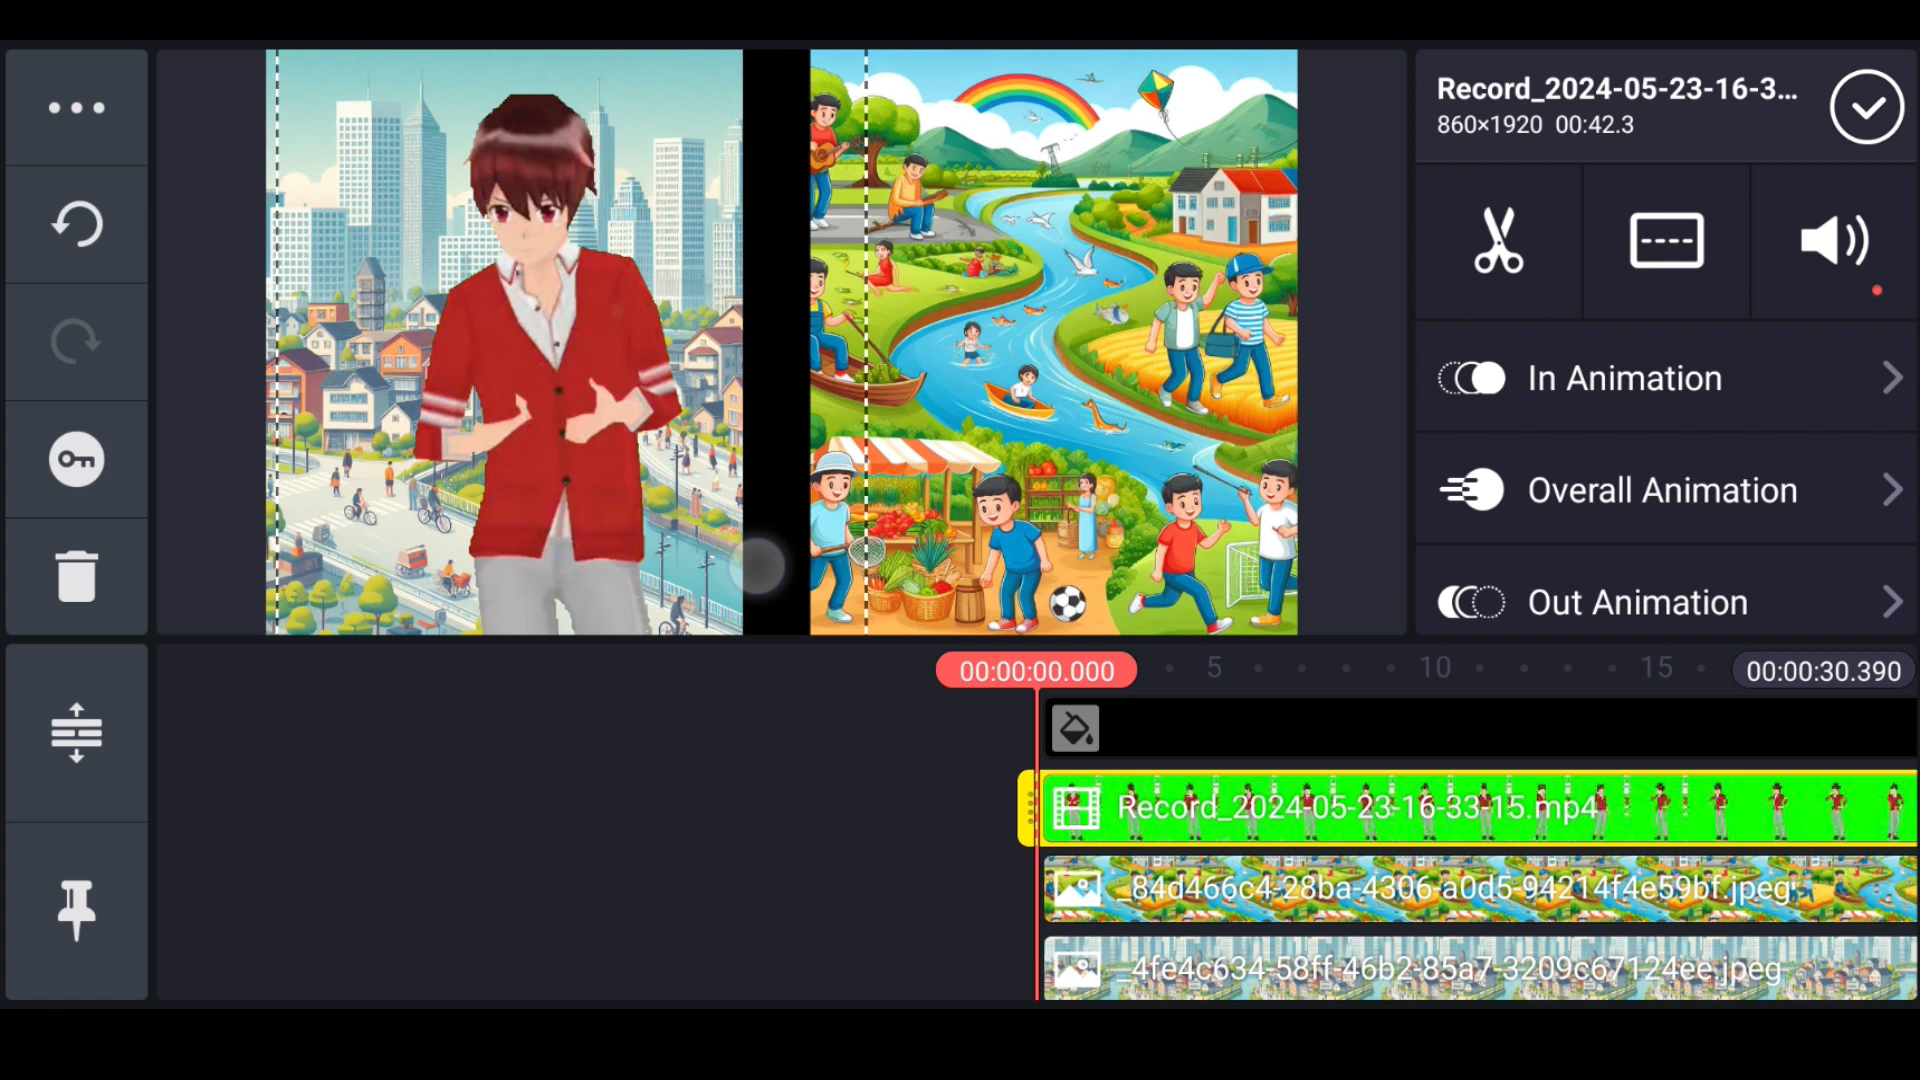 Record_2024-05-23-16-3...
860×1920 00:42.3
In Animation
Overall Animation
Out Animation
00:00:00.000 5 10 15 00:00:30.390
Record_2024-05-23-16-33-15.mp4
_84d466c4-28ba-4306-a0d5-94214f4e59bf.jpeg
_4fe4c634-58ff-46b2-85a7-3209c67124ee.jpeg